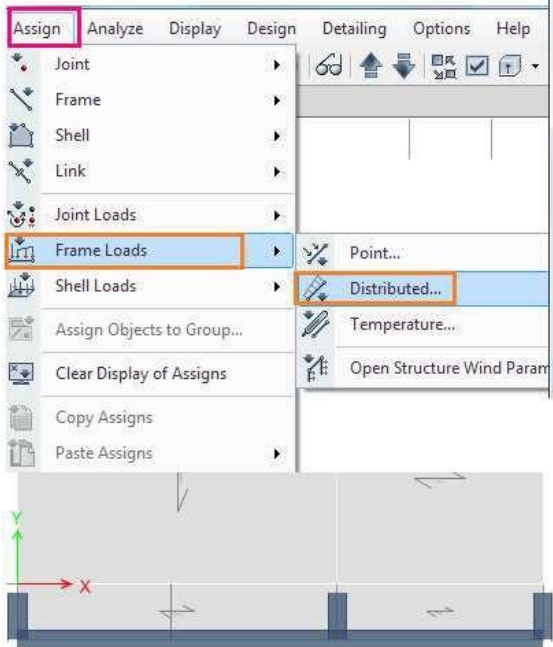 Assign Analyze Display Design Detailing Options Help
Joint
Frame
Shell
Link
Joint Loads
Frame Loads
Point...
Shell Loads
Distributed...
Assign Objects to Group...
Temperature...
Clear Display of Assigns
Open Structure Wind Param
Copy Assigns
Paste Assigns
Y
X